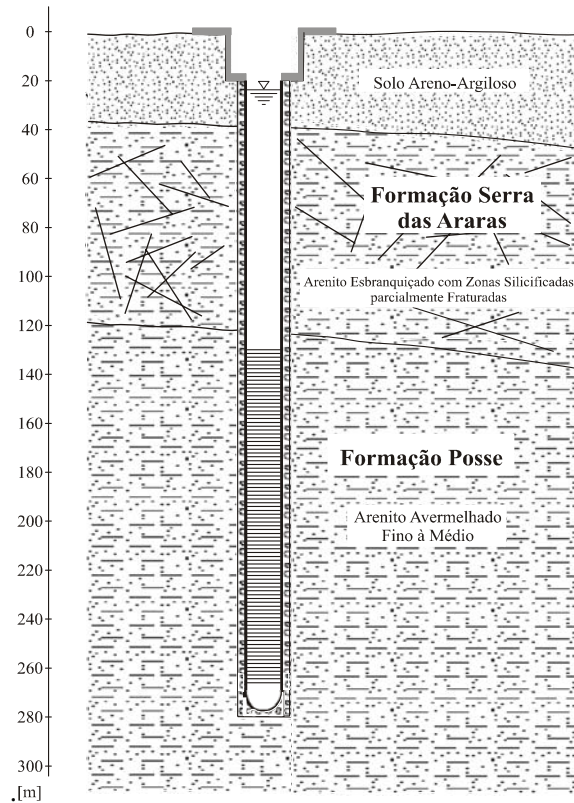 0
20
40
60
80
100
120
140
160
180
200
220
240
260
280
300
.[m]
Solo Areno-Argiloso
Formação Serra
das Araras
Arenito Esbranquiçado com Zonas Silicificadas
parcialmente Fraturadas
Formação Posse
Arenito Avermelhado
Fino à Médio